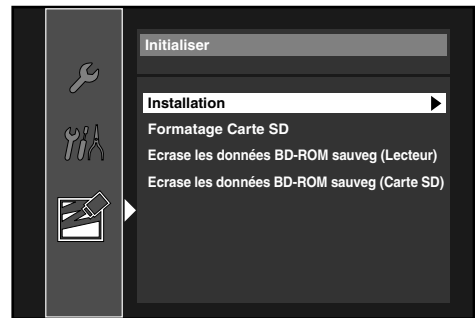 Initialiser
Installation
Formatage Carte SD
Ecrase les données BD-ROM sauveg (Lecteur)
Ecrase les données BD-ROM sauveg (Carte SD)